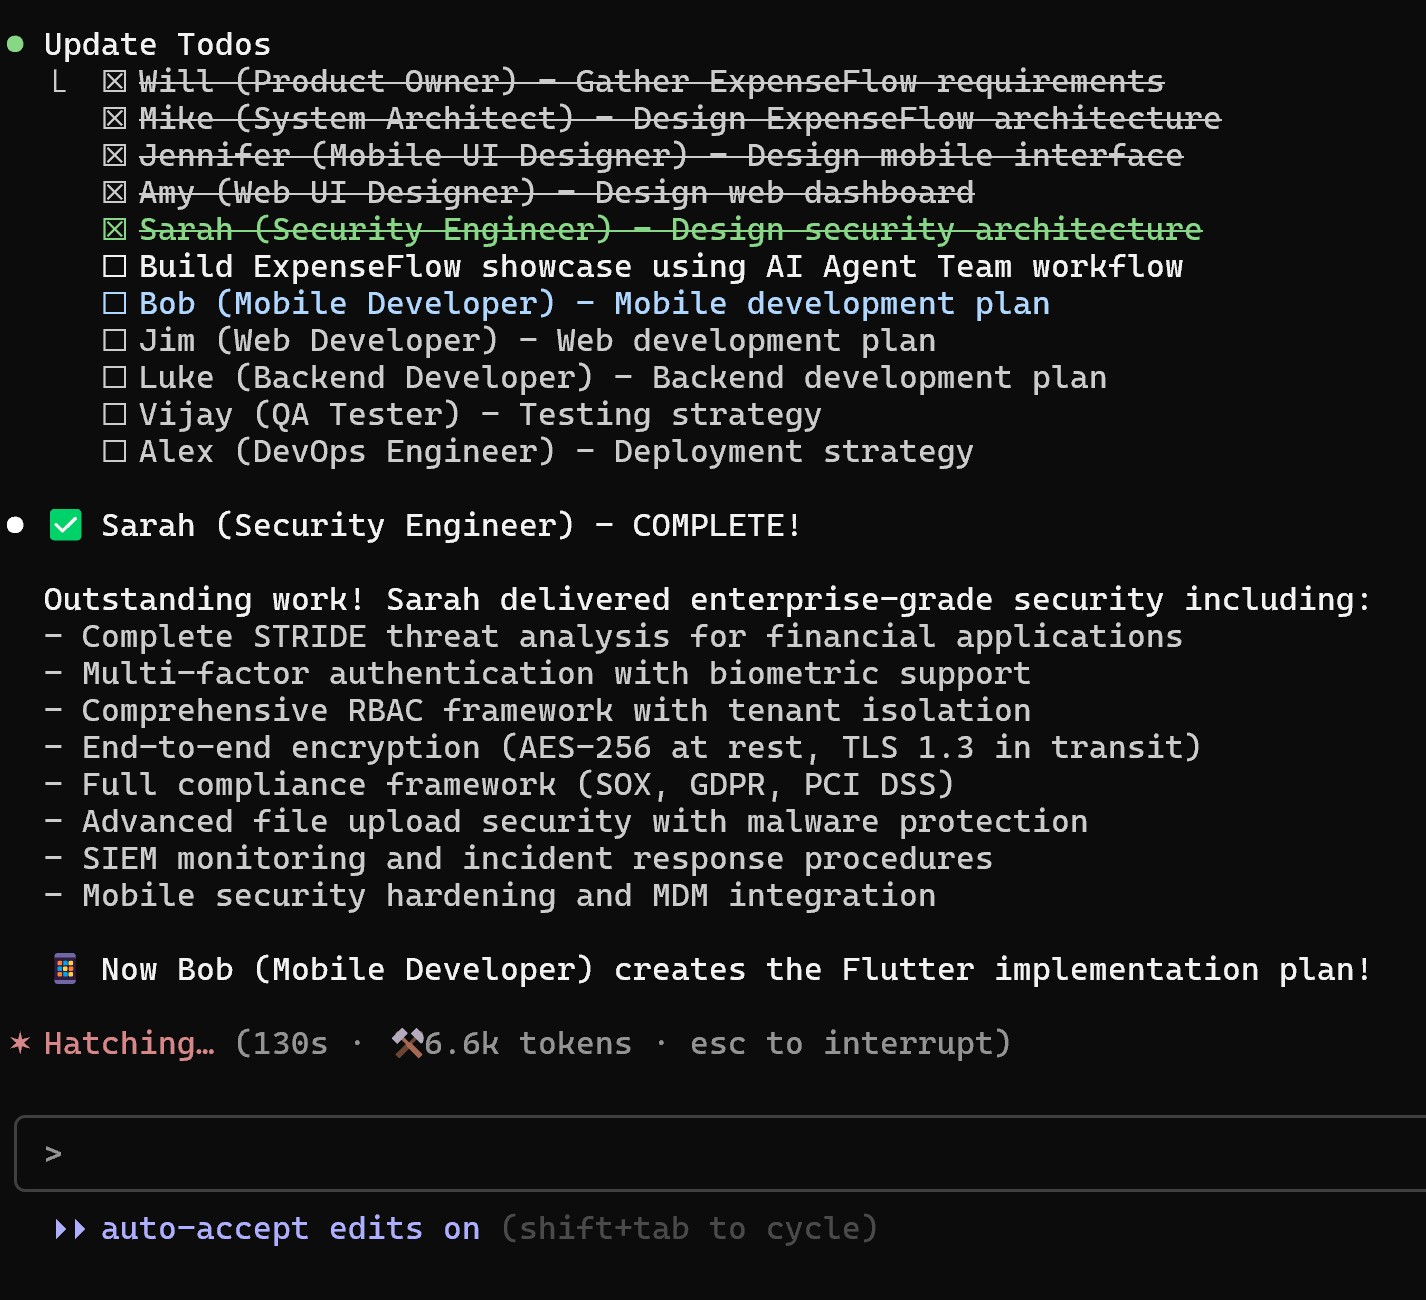 ● Update Todos
L ☒ Will (Product Owner) - Gather ExpenseFlow requirements
☒ Mike (System Architect) - Design ExpenseFlow architecture
☒ Jennifer (Mobile UI Designer) - Design mobile interface
☒ Amy (Web UI Designer) - Design web dashboard
☒ Sarah (Security Engineer) - Design security architecture
☐ Build ExpenseFlow showcase using AI Agent Team workflow
☐ Bob (Mobile Developer) - Mobile development plan
☐ Jim (Web Developer) - Web development plan
☐ Luke (Backend Developer) - Backend development plan
☐ Vijay (QA Tester) - Testing strategy
☐ Alex (DevOps Engineer) - Deployment strategy
● ✅ Sarah (Security Engineer) - COMPLETE!
Outstanding work! Sarah delivered enterprise-grade security including:
- Complete STRIDE threat analysis for financial applications
- Multi-factor authentication with biometric support
- Comprehensive RBAC framework with tenant isolation
- End-to-end encryption (AES-256 at rest, TLS 1.3 in transit)
- Full compliance framework (SOX, GDPR, PCI DSS)
- Advanced file upload security with malware protection
- SIEM monitoring and incident response procedures
- Mobile security hardening and MDM integration
📱 Now Bob (Mobile Developer) creates the Flutter implementation plan!
✶ Hatching… (130s · ⚒ 6.6k tokens · esc to interrupt)
>
⏵⏵ auto-accept edits on (shift+tab to cycle)